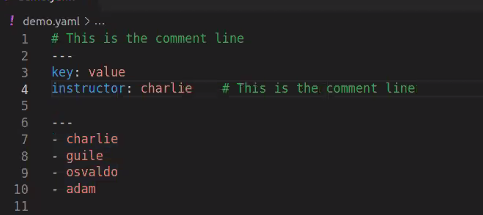 ! demo.yaml > ...
1 # This is the comment line
2 ---
3 key: value
4 instructor: charlie    # This is the comment line
5
6 ---
7 - charlie
8 - guile
9 - osvaldo
10 - adam
11